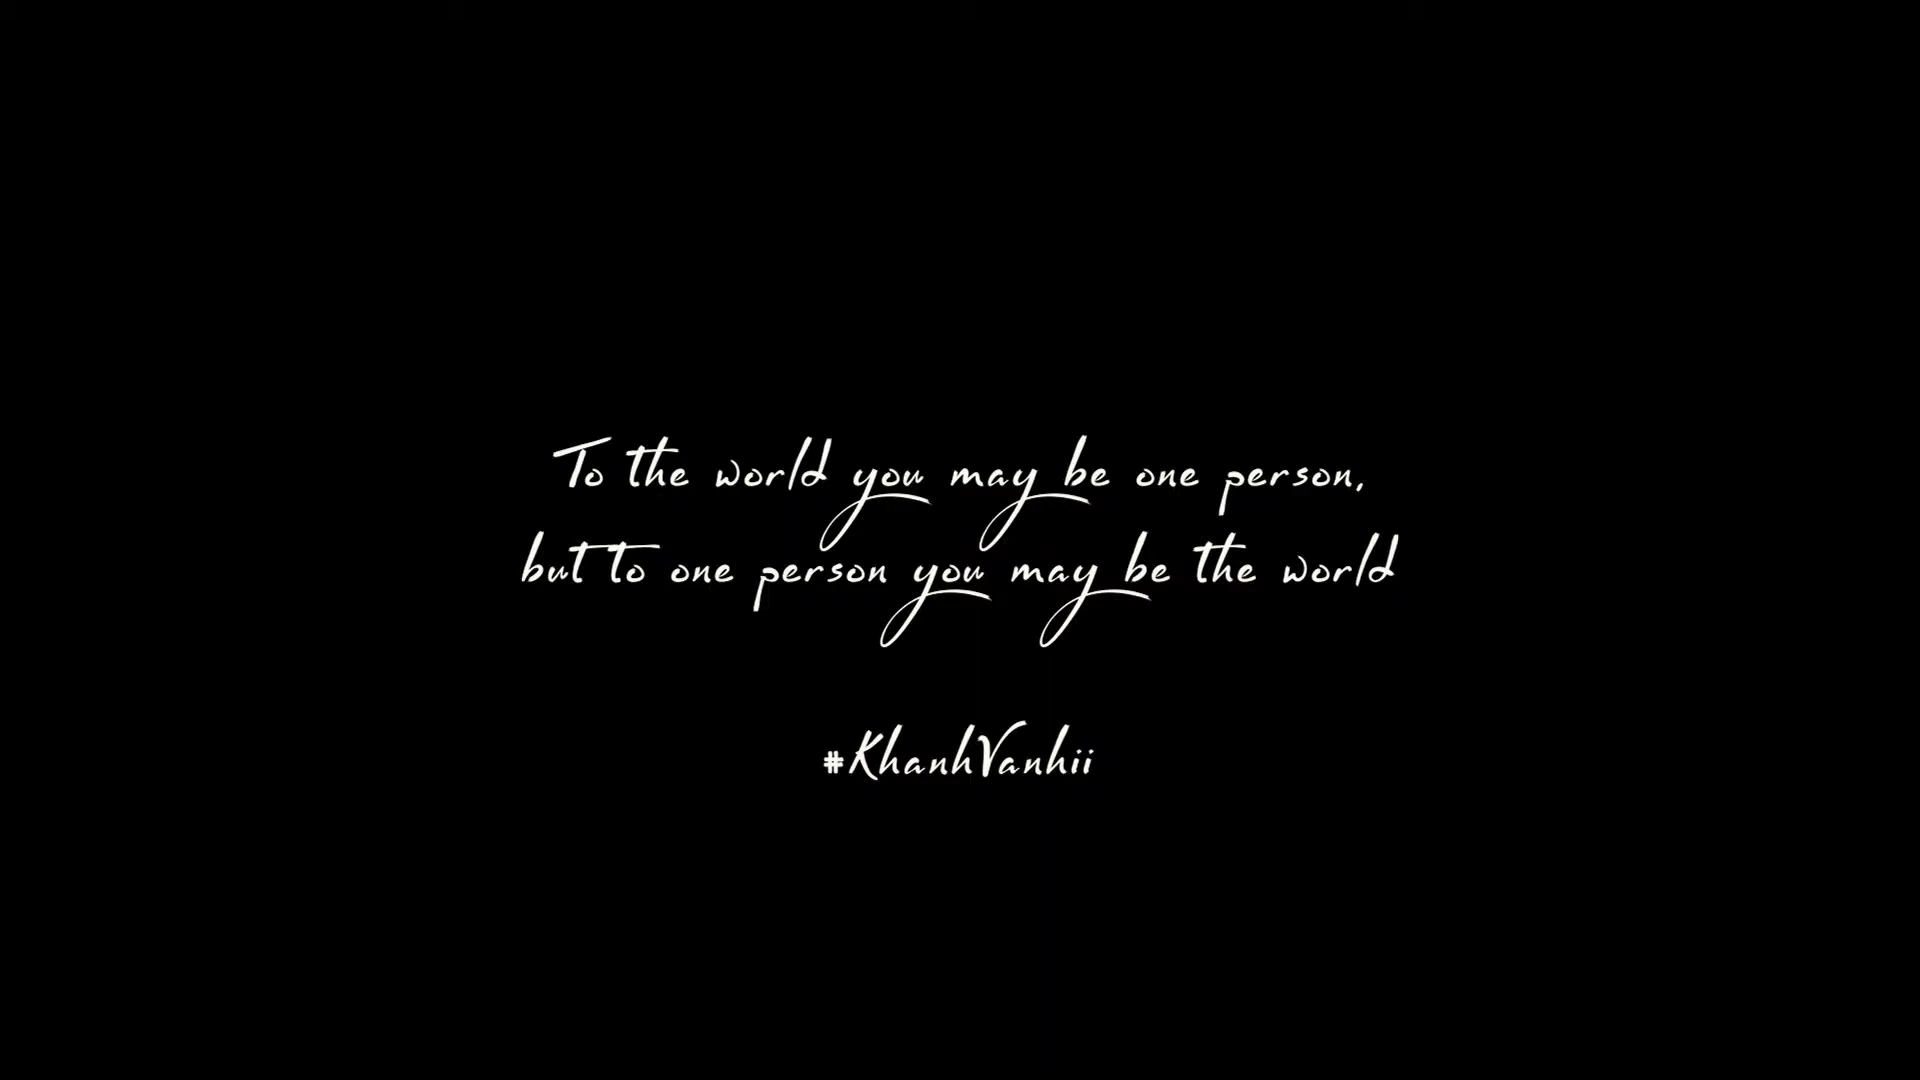 To the world you may be one person,
but to one person you may be the world
#KhanhVanhii